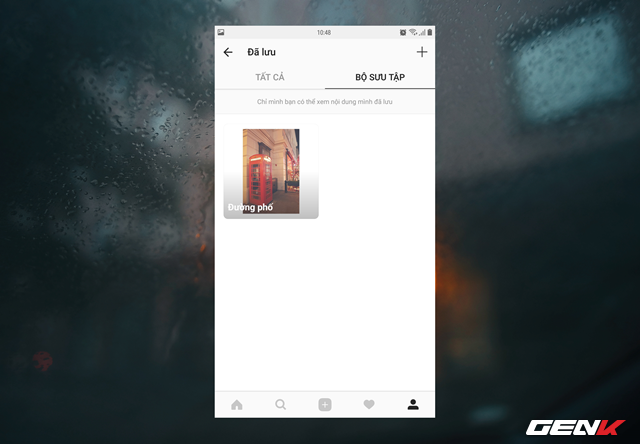 10:48
Đã lưu
TẤT CẢ
BỘ SƯU TẬP
Chỉ mình bạn có thể xem nội dung mình đã lưu
Đường phố
GENK